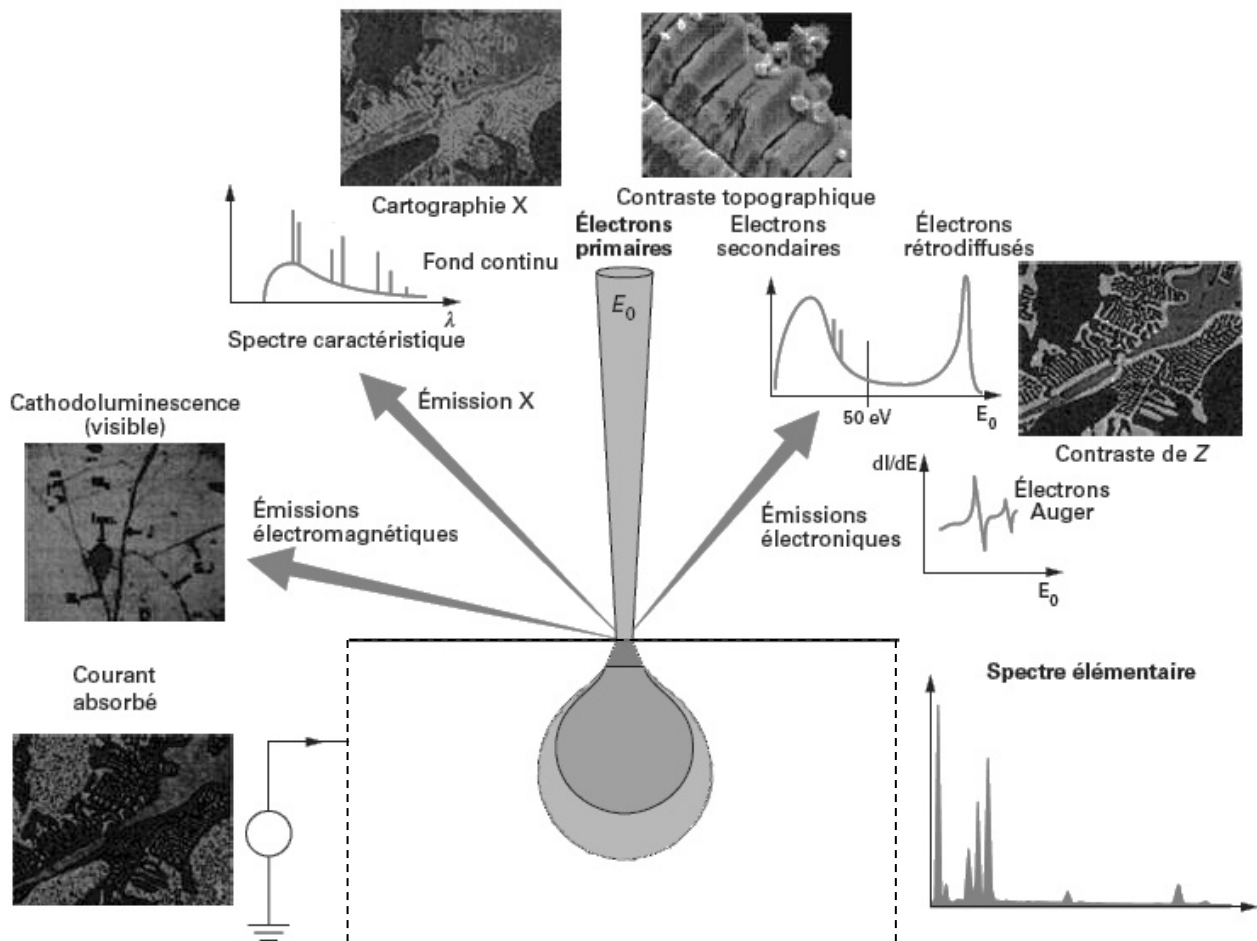 Cartographie X
Contraste topographique
Fond continu
λ
Spectre caractéristique
Électrons
primaires
E₀
Electrons
secondaires
Électrons
rétrodiffusés
50 eV
E₀
Contraste de Z
Cathodoluminescence
(visible)
Émission X
Émissions
électromagnétiques
Émissions
électroniques
dI/dE
Électrons
Auger
E₀
Courant
absorbé
Spectre élémentaire